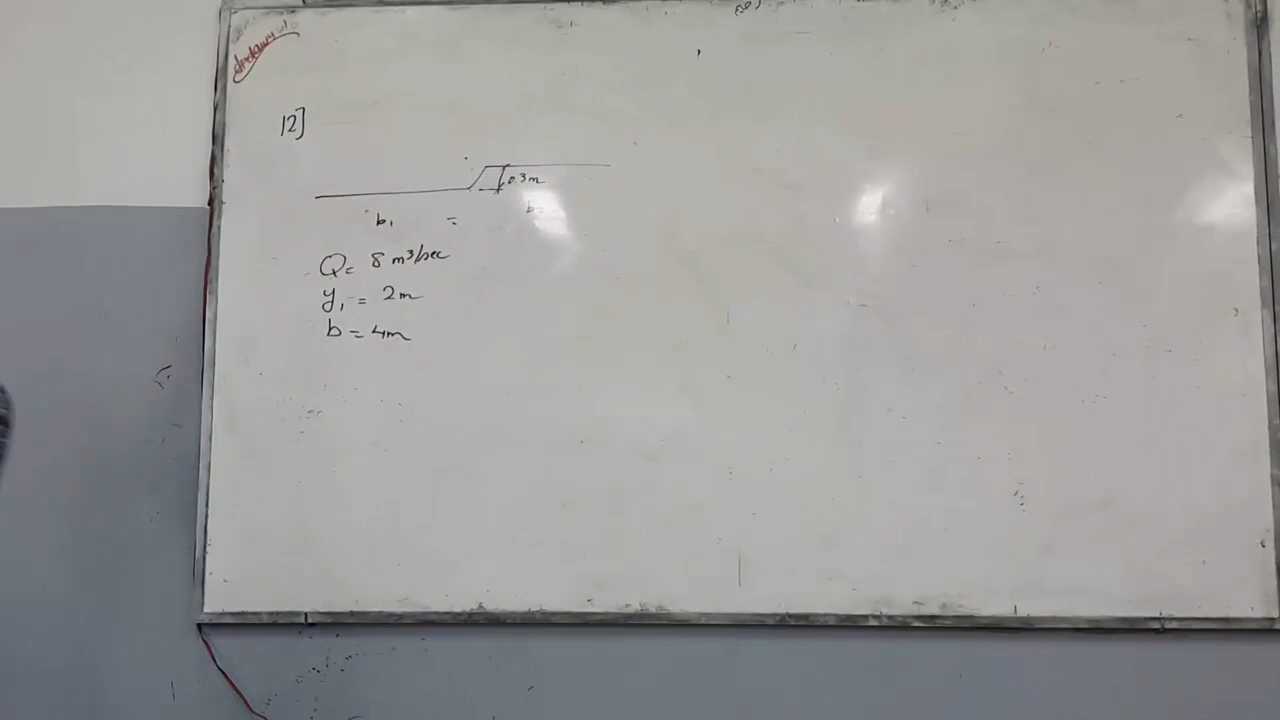 12]
0.3m
b₁ = b₂
Q = 8 m³/sec
y₁ = 2m
b = 4m